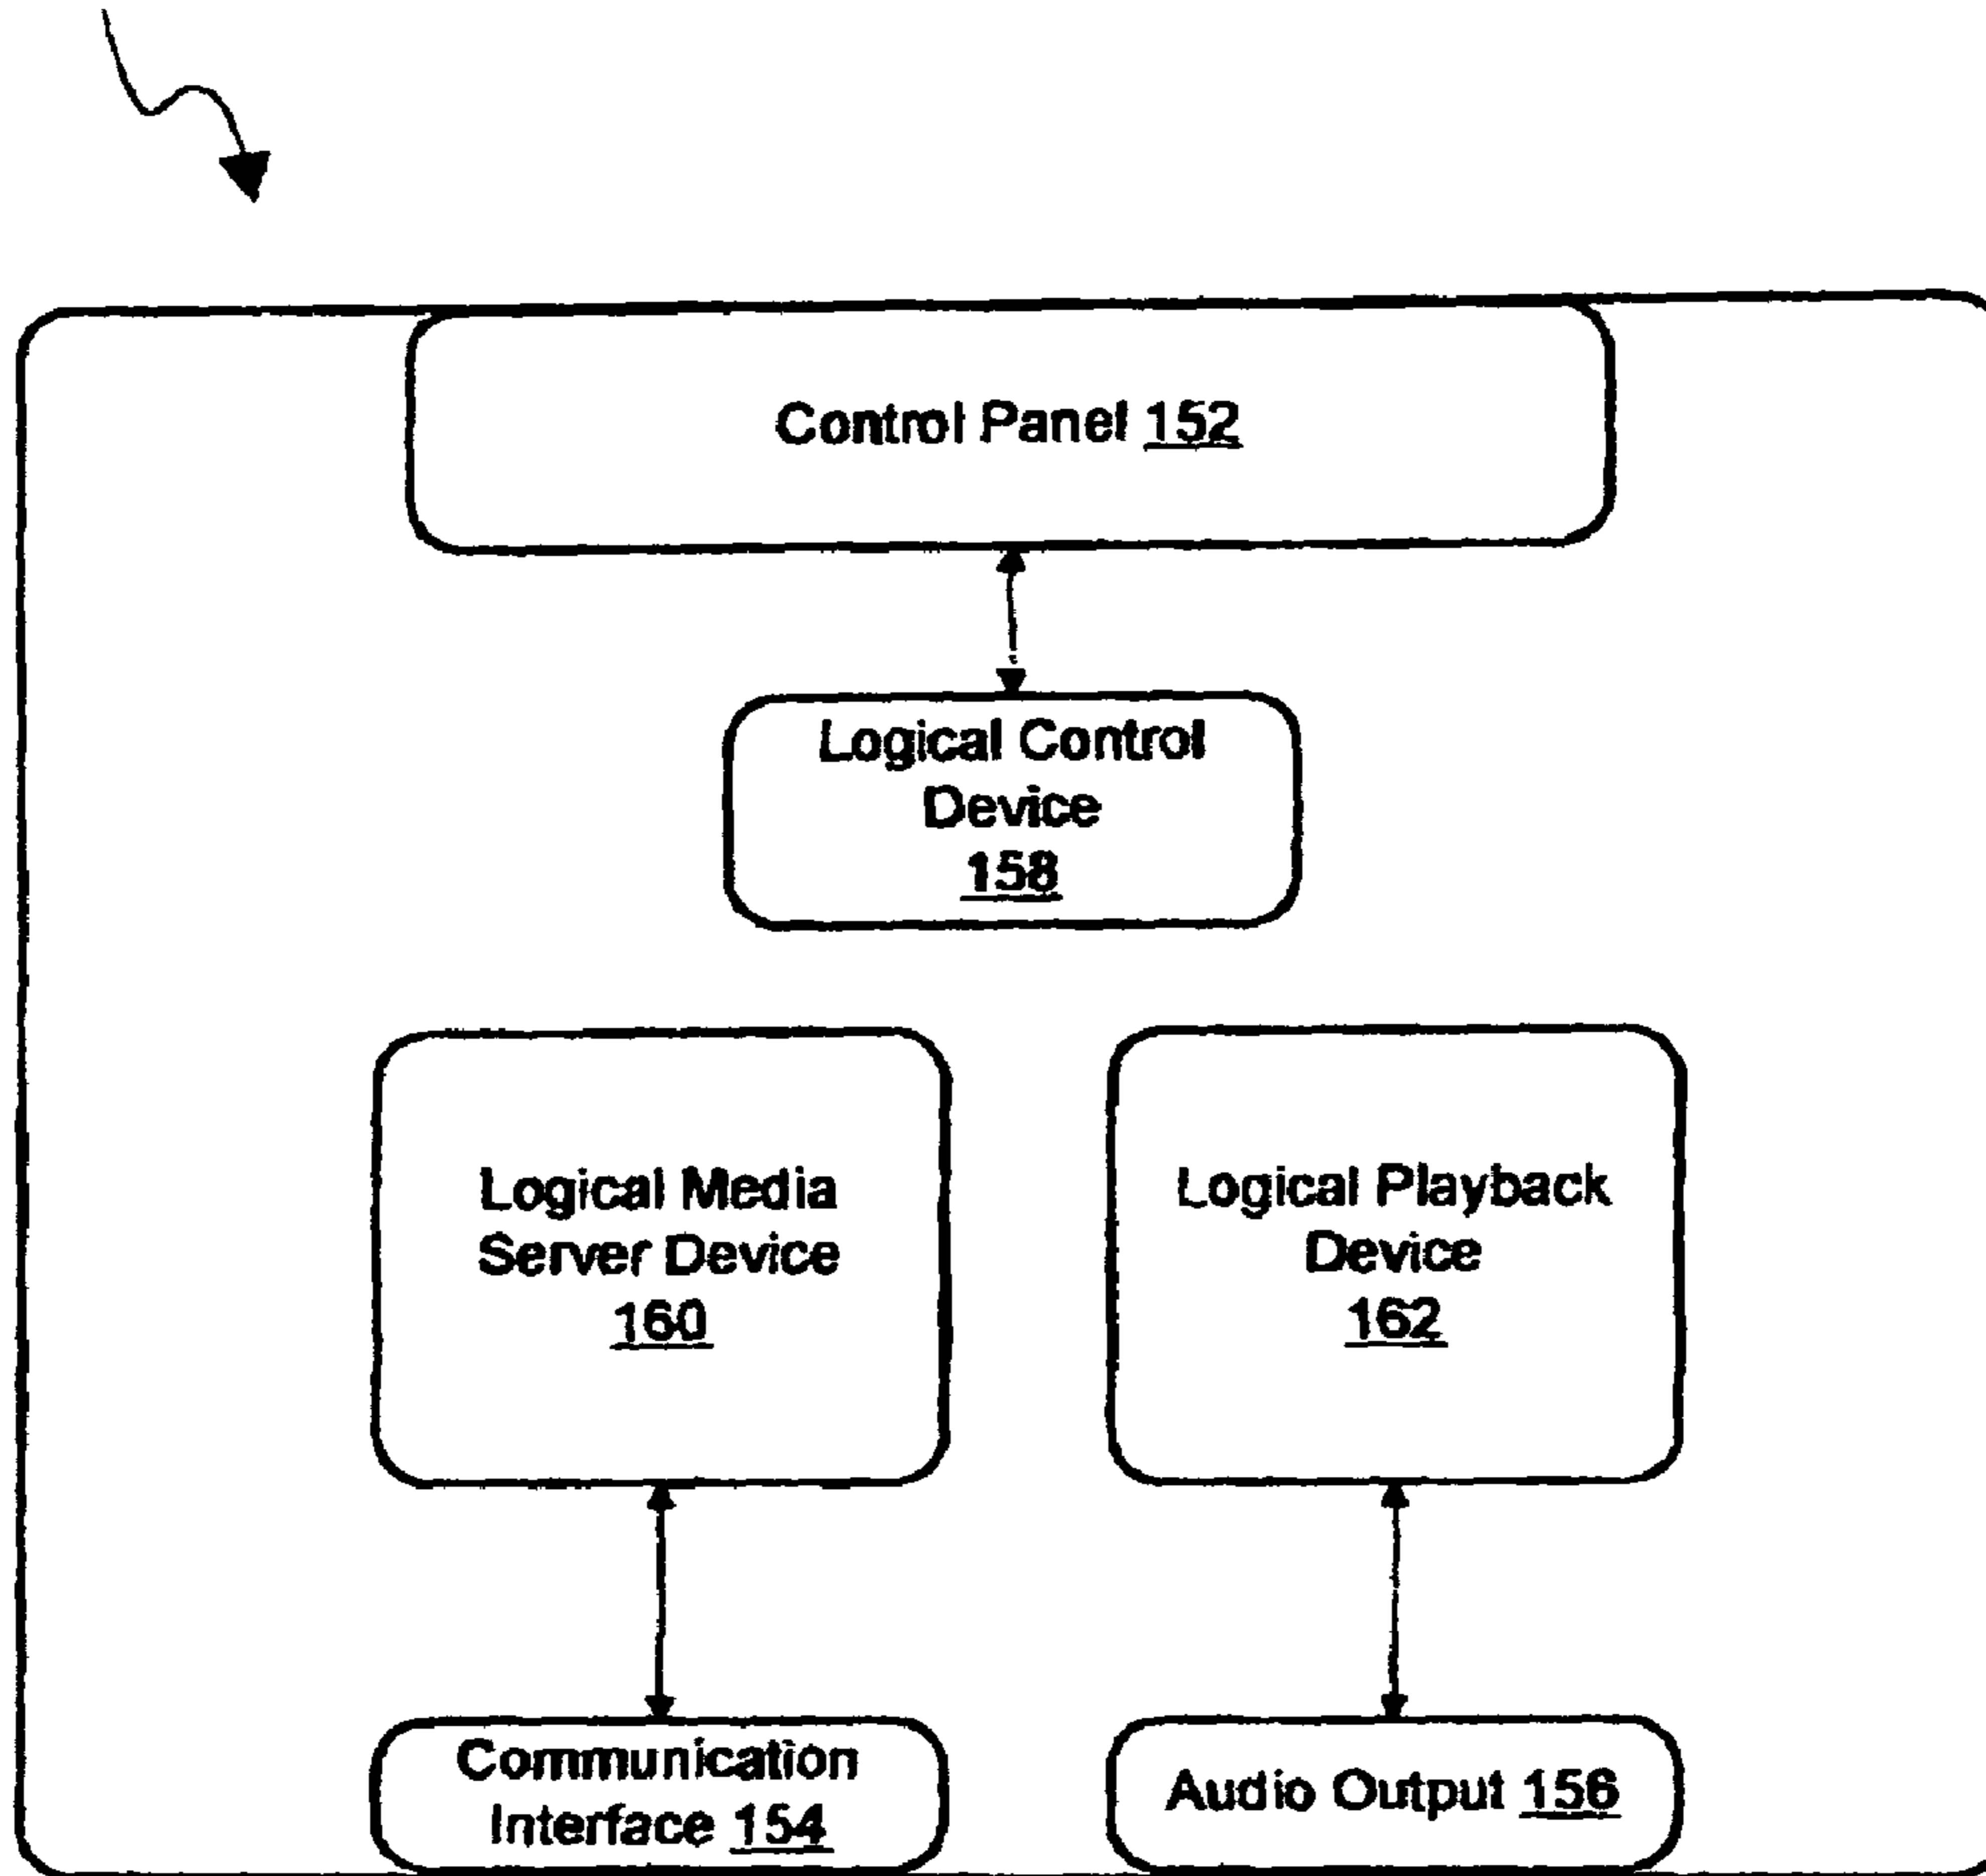 Control Panel 152
Logical Control
Device
158
Logical Media
Server Device
160
Logical Playback
Device
162
Communication
Interface 154
Audio Output 156